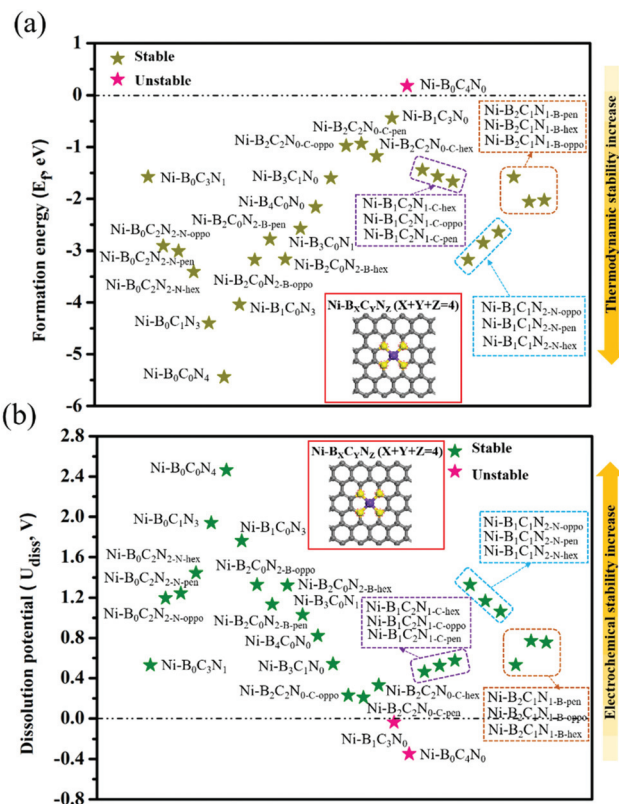 (a)
1
0
-1
-2
-3
-4
-5
-6
Formation energy (Ef, eV)
Stable
Unstable
Ni-B0C4N0
Ni-B1C3N0
Ni-B2C2N0-C-pen
Ni-B2C2N0-C-oppo
Ni-B2C2N0-C-hex
Ni-B3C1N0
Ni-B0C3N1
Ni-B4C0N0
Ni-B2C0N2-B-pen
Ni-B3C0N1
Ni-B0C2N2-N-oppo
Ni-B0C2N2-N-pen
Ni-B0C2N2-N-hex
Ni-B2C0N2-B-hex
Ni-B2C0N2-B-oppo
Ni-B1C0N3
Ni-B0C1N3
Ni-B0C0N4
Ni-B2C1N1-B-pen
Ni-B2C1N1-B-hex
Ni-B2C1N1-B-oppo
Ni-B1C2N1-C-hex
Ni-B1C2N1-C-oppo
Ni-B1C2N1-C-pen
Ni-B1C1N2-N-oppo
Ni-B1C1N2-N-pen
Ni-B1C1N2-N-hex
Ni-BXCYNZ (X+Y+Z=4)
Thermodynamic stability increase
(b)
2.8
2.4
2.0
1.6
1.2
0.8
0.4
0.0
-0.4
-0.8
Dissolution potential ( Udiss, V)
Ni-BXCYNZ (X+Y+Z=4)
Stable
Unstable
Ni-B0C0N4
Ni-B0C1N3
Ni-B1C0N3
Ni-B0C2N2-N-hex
Ni-B2C0N2-B-oppo
Ni-B0C2N2-N-pen
Ni-B2C0N2-B-hex
Ni-B0C2N2-N-oppo
Ni-B3C0N1
Ni-B2C0N2-B-pen
Ni-B4C0N0
Ni-B0C3N1
Ni-B3C1N0
Ni-B2C2N0-C-oppo
Ni-B2C2N0-C-hex
Ni-B2C2N0-C-pen
Ni-B1C3N0
Ni-B0C4N0
Ni-B1C1N2-N-oppo
Ni-B1C1N2-N-pen
Ni-B1C1N2-N-hex
Ni-B1C2N1-C-hex
Ni-B1C2N1-C-oppo
Ni-B1C2N1-C-pen
Ni-B2C1N1-B-pen
Ni-B2C1N1-B-oppo
Ni-B2C1N1-B-hex
Electrochemical stability increase